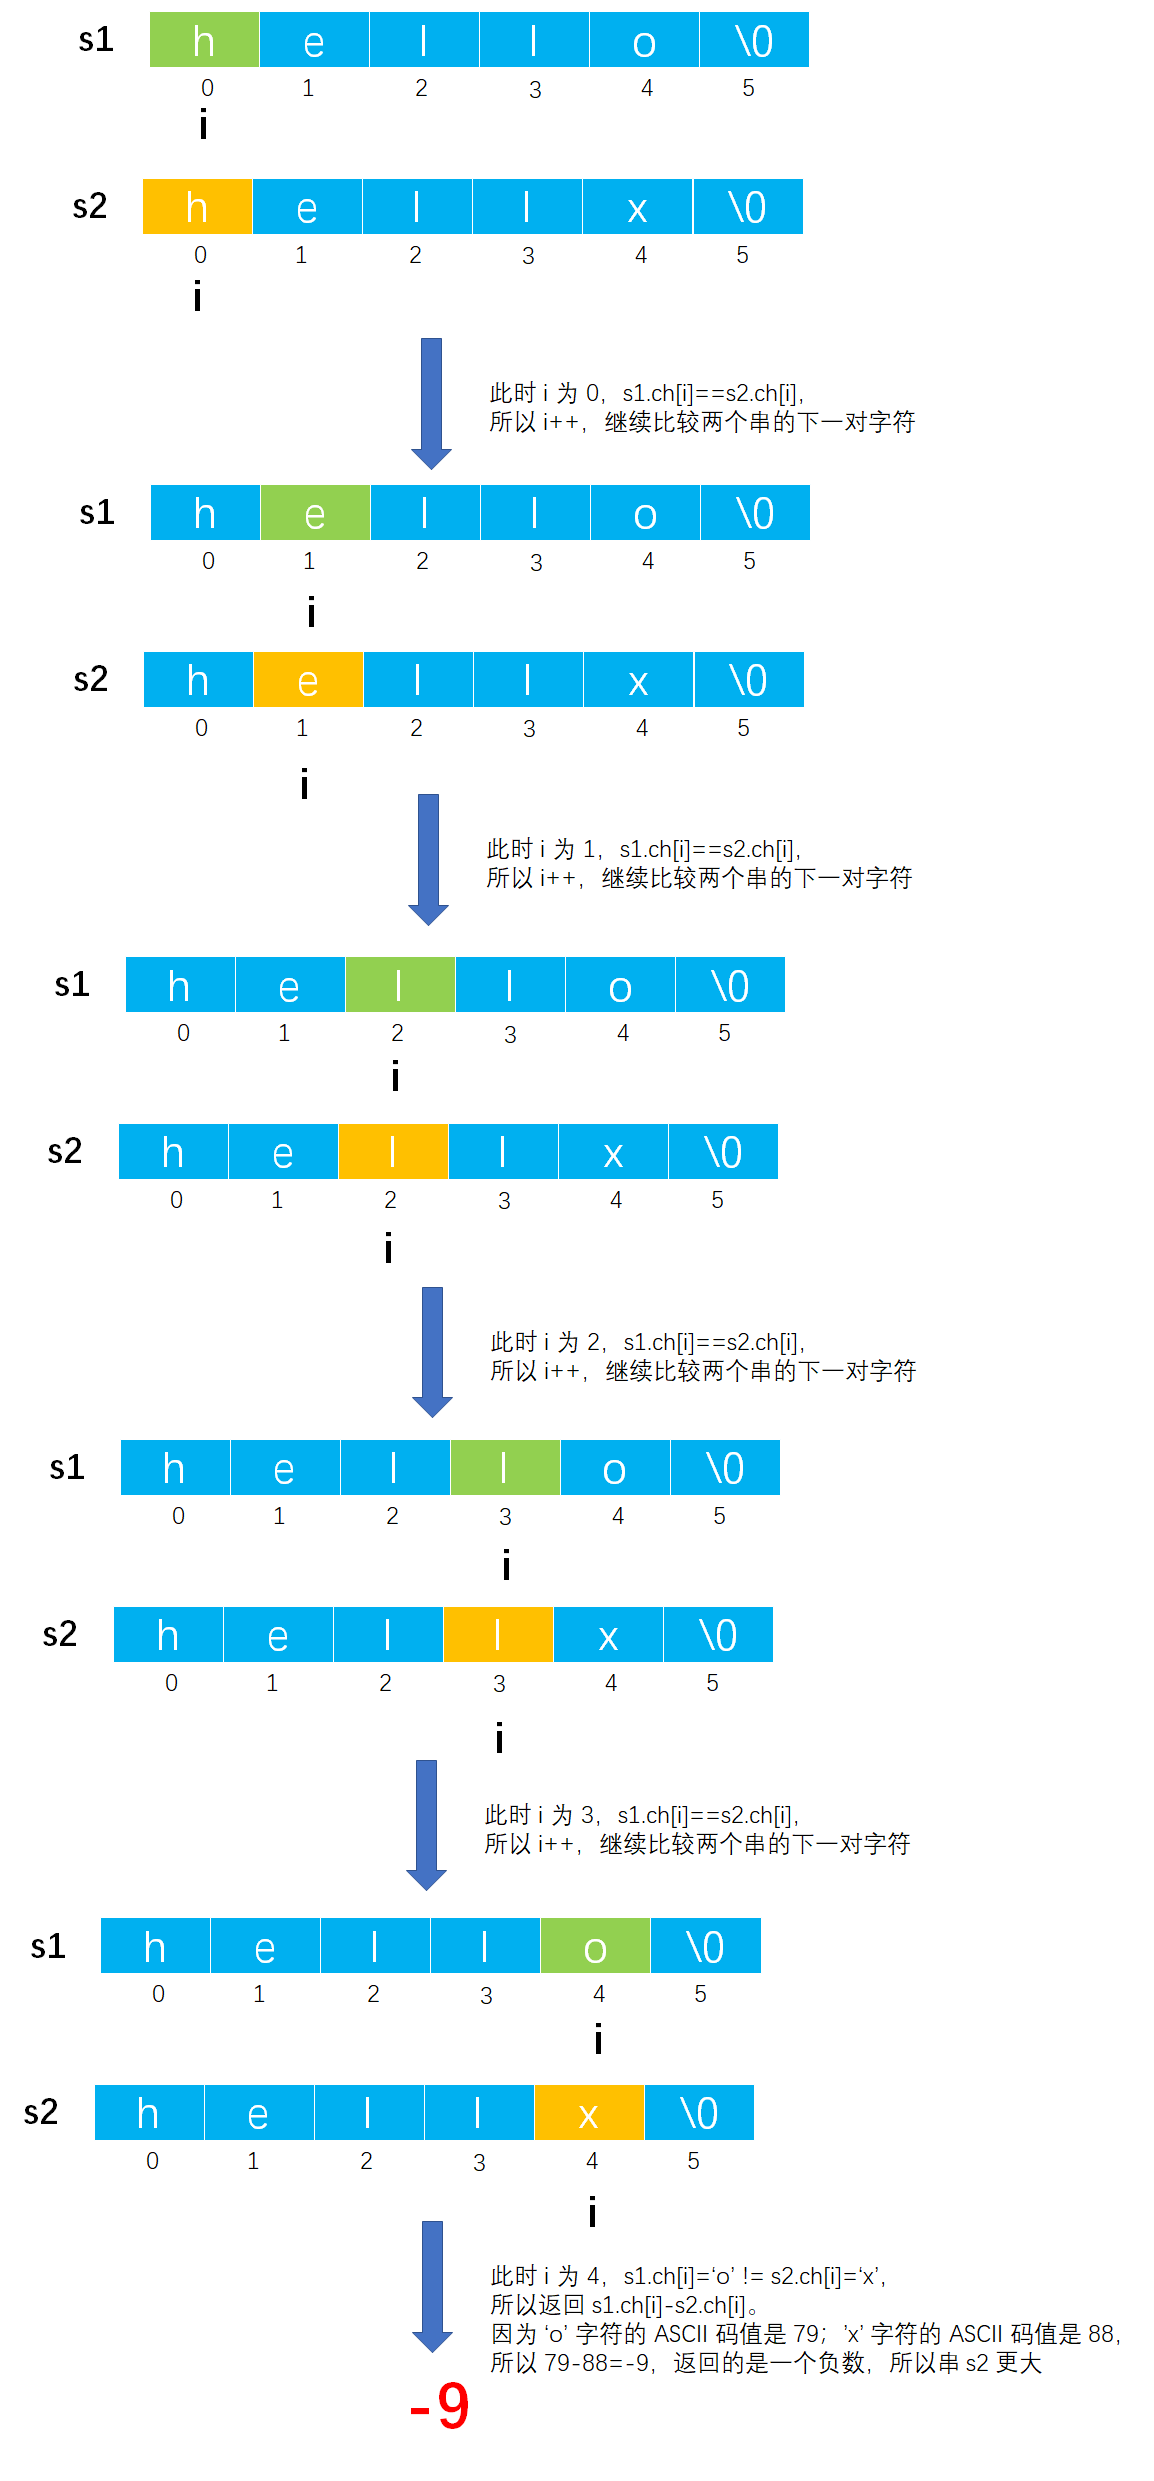 s1 h e l l o \0
0 1 2 3 4 5
i
s2 h e l l x \0
0 1 2 3 4 5
i
此时 i 为 0，s1.ch[i]==s2.ch[i],
所以 i++，继续比较两个串的下一对字符
s1 h e l l o \0
0 1 2 3 4 5
i
s2 h e l l x \0
0 1 2 3 4 5
i
此时 i 为 1，s1.ch[i]==s2.ch[i],
所以 i++，继续比较两个串的下一对字符
s1 h e l l o \0
0 1 2 3 4 5
i
s2 h e l l x \0
0 1 2 3 4 5
i
此时 i 为 2，s1.ch[i]==s2.ch[i],
所以 i++，继续比较两个串的下一对字符
s1 h e l l o \0
0 1 2 3 4 5
i
s2 h e l l x \0
0 1 2 3 4 5
i
此时 i 为 3，s1.ch[i]==s2.ch[i],
所以 i++，继续比较两个串的下一对字符
s1 h e l l o \0
0 1 2 3 4 5
i
s2 h e l l x \0
0 1 2 3 4 5
i
此时 i 为 4，s1.ch[i]=‘o’ != s2.ch[i]=‘x’,
所以返回 s1.ch[i]-s2.ch[i]。
因为 ‘o’ 字符的 ASCII 码值是 79；’x’ 字符的 ASCII 码值是 88，
所以 79-88=-9，返回的是一个负数，所以串 s2 更大
-9